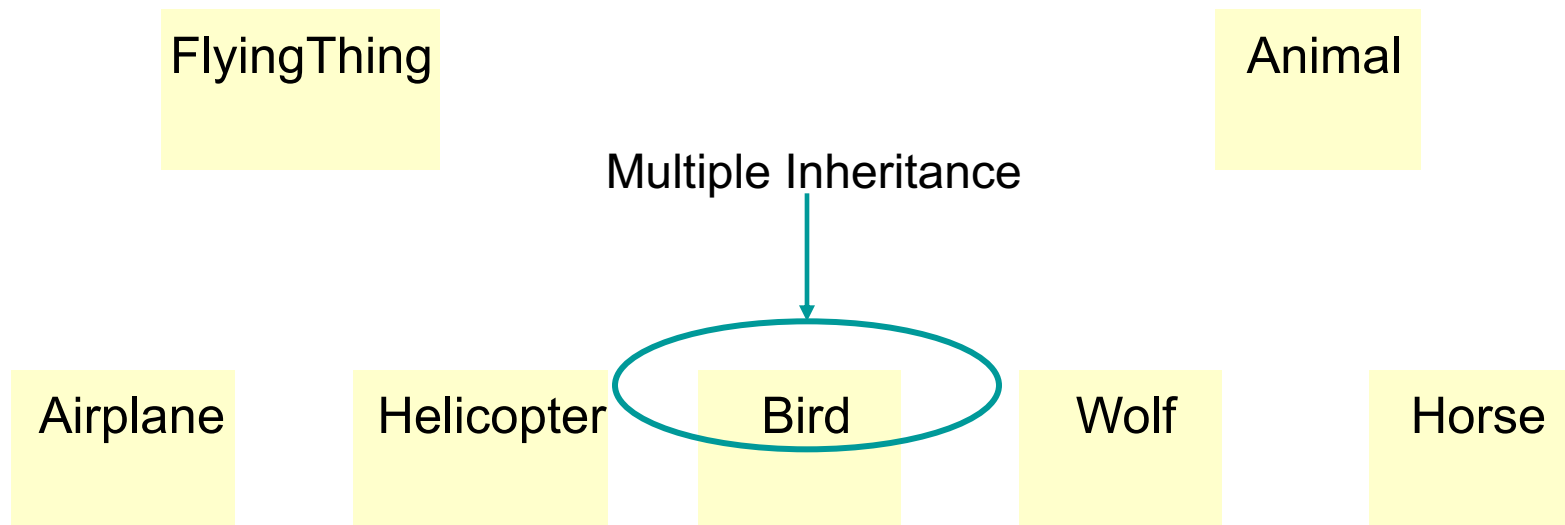 FlyingThing
Animal
Multiple Inheritance
Airplane
Helicopter
Bird
Wolf
Horse